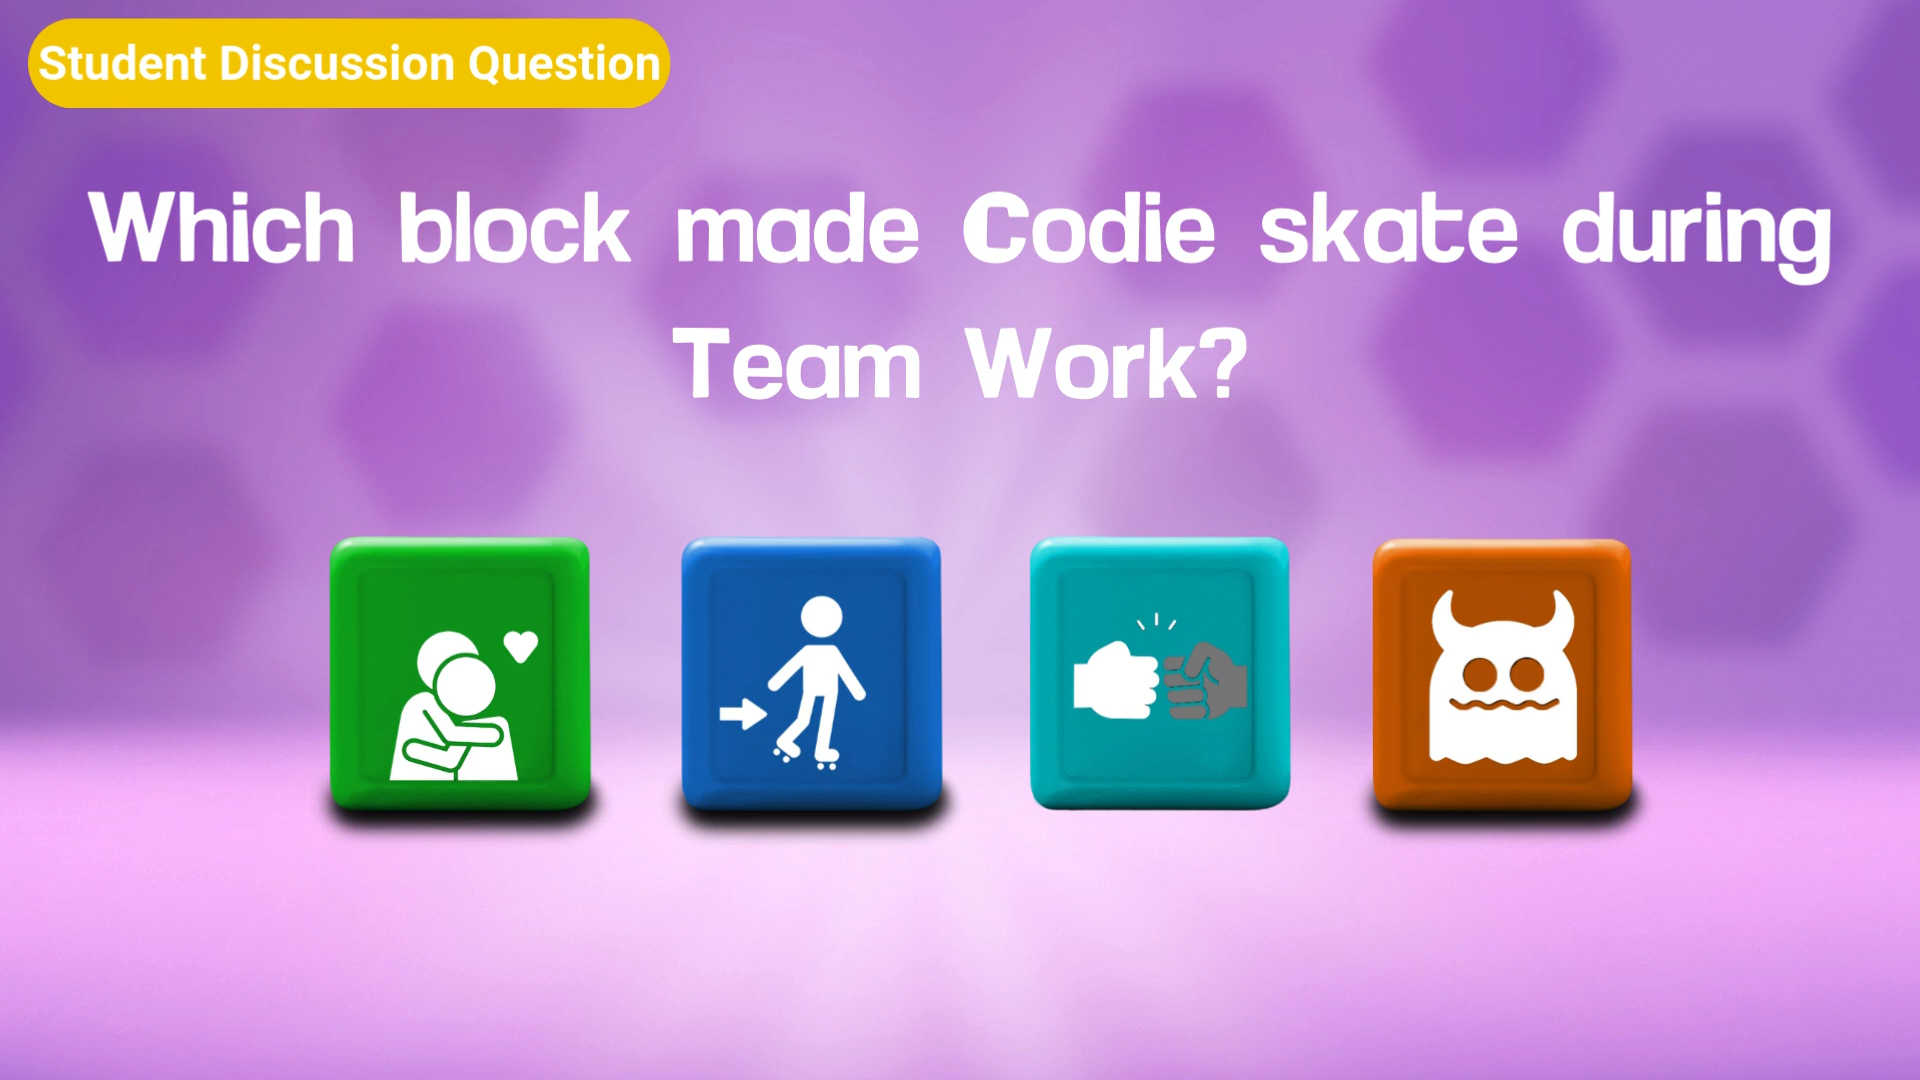 Student Discussion Question
Which block made Codie skate during
Team Work?